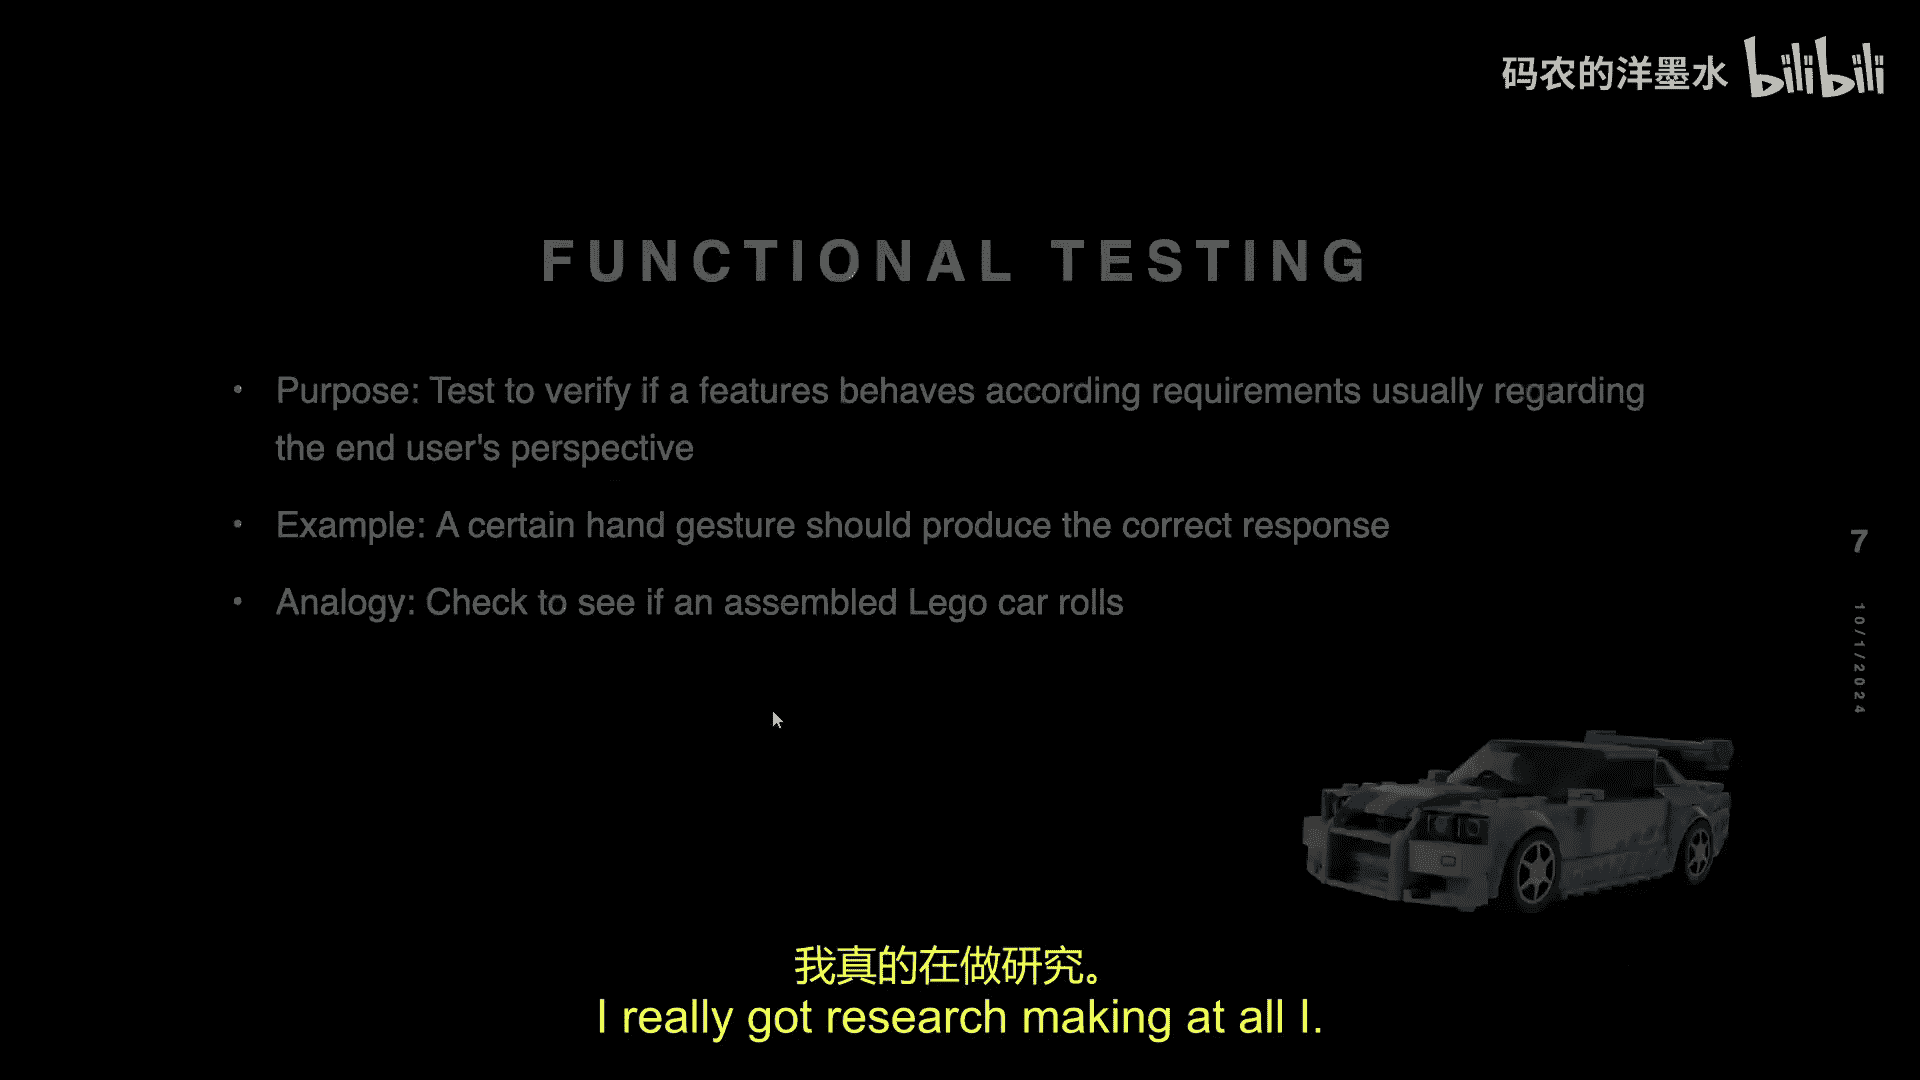 码农的洋墨水 bilibili
FUNCTIONAL TESTING
• Purpose: Test to verify if a features behaves according requirements usually regarding
the end user's perspective
• Example: A certain hand gesture should produce the correct response
• Analogy: Check to see if an assembled Lego car rolls
7
10/1/2024
我真的在做研究。
I really got research making at all I.